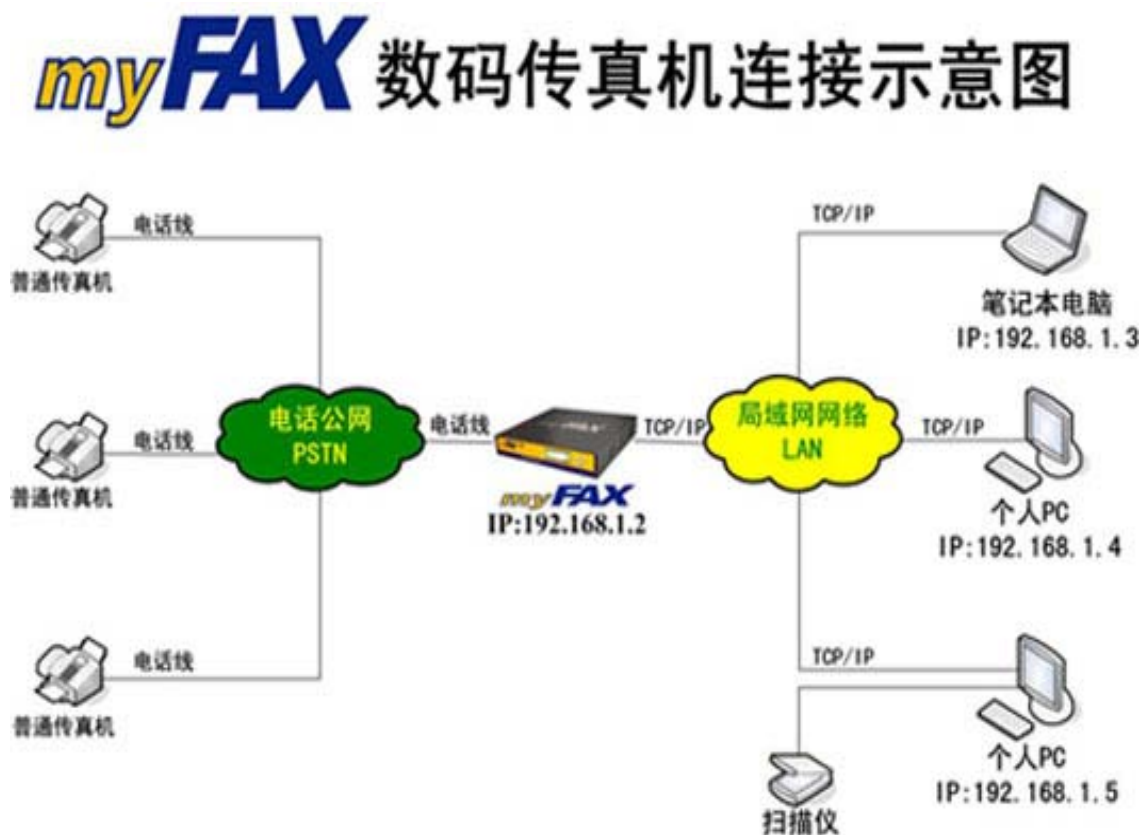 myFAX 数码传真机连接示意图
电话线
TCP/IP
普通传真机
笔记本电脑
IP:192.168.1.3
电话公网
PSTN
电话线
myFAX
TCP/IP
局域网网络
LAN
TCP/IP
电话线
普通传真机
myFAX
IP:192.168.1.2
个人PC
IP:192.168.1.4
电话线
TCP/IP
普通传真机
个人PC
IP:192.168.1.5
扫描仪